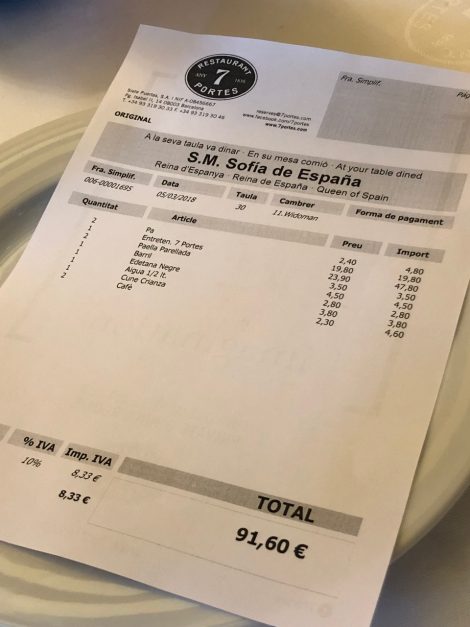 RESTAURANT
ANY 7 1836
PORTES
Siete Puertas, S.A. / NIF A-08456667
Pg. Isabel II, 14 08003 Barcelona
T. +34 93 319 30 33 F. +34 93 319 30 46
reservas@7portes.com
www.facebook.com/7portes
www.7portes.com
Fra. Simplif.
Pàg
ORIGINAL
A la seva taula va dinar · En su mesa comió · At your table dined
S.M. Sofía de España
Reina d'Espanya · Reina de España · Queen of Spain
Fra. Simplif. Data Taula Cambrer Forma de pagament
006-00001695 05/03/2018 30 11.Widoman
Quantitat Article Preu Import
2 Pa 2,40 4,80
1 Entreten. 7 Portes 19,80 19,80
2 Paella Parellada 23,90 47,80
1 Barril 3,50 3,50
1 Edetana Negre 4,50 4,50
1 Aigua 1/2 lt. 2,80 2,80
1 Cune Crianza 3,80 3,80
2 Cafè 2,30 4,60
% IVA Imp. IVA
10% 8,33 €
8,33 €
TOTAL
91,60 €